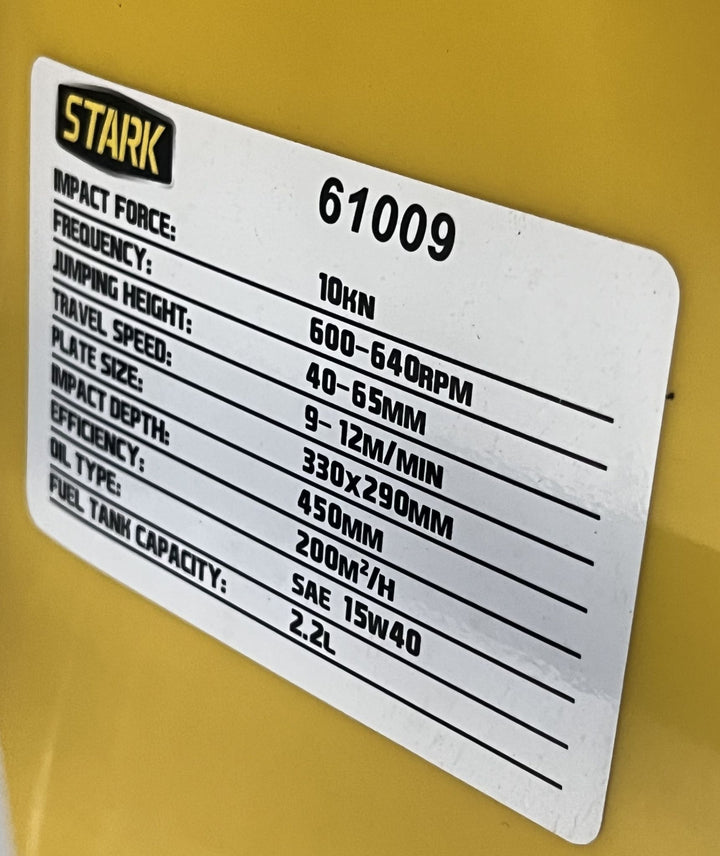 STARK
61009
IMPACT FORCE: 10KN
FREQUENCY: 600-640RPM
JUMPING HEIGHT: 40-65MM
TRAVEL SPEED: 9-12M/MIN
PLATE SIZE: 330x290MM
IMPACT DEPTH: 450MM
EFFICIENCY: 200M²/H
OIL TYPE: SAE 15W40
FUEL TANK CAPACITY: 2.2L